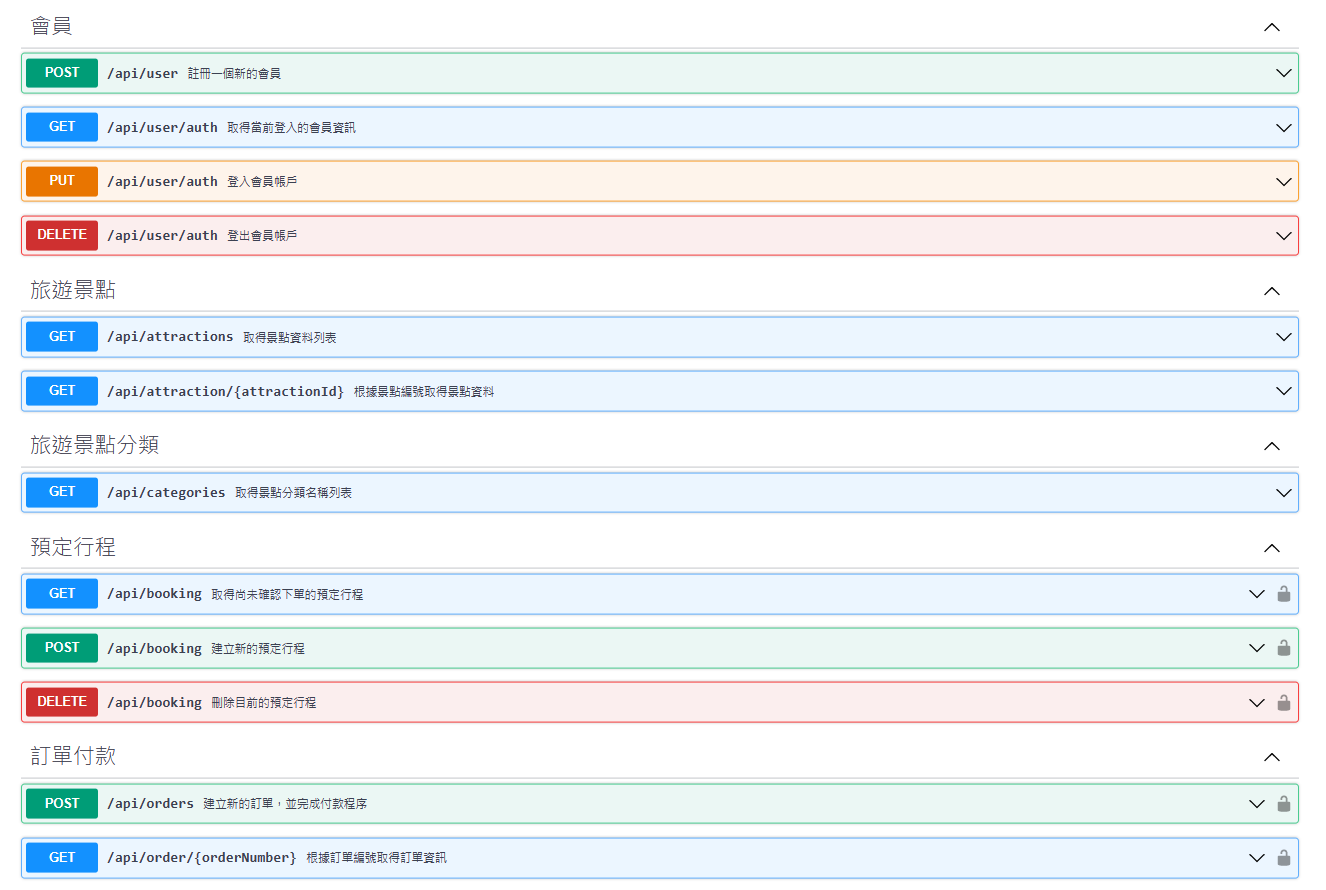 會員
POST /api/user 註冊一個新的會員
GET /api/user/auth 取得當前登入的會員資訊
PUT /api/user/auth 登入會員帳戶
DELETE /api/user/auth 登出會員帳戶
旅遊景點
GET /api/attractions 取得景點資料列表
GET /api/attraction/{attractionId} 根據景點編號取得景點資料
旅遊景點分類
GET /api/categories 取得景點分類名稱列表
預定行程
GET /api/booking 取得尚未確認下單的預定行程
POST /api/booking 建立新的預定行程
DELETE /api/booking 刪除目前的預定行程
訂單付款
POST /api/orders 建立新的訂單，並完成付款程序
GET /api/order/{orderNumber} 根據訂單編號取得訂單資訊